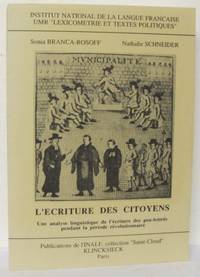 INSTITUT NATIONAL DE LA LANGUE FRANÇAISE
UMR "LEXICOMETRIE ET TEXTES POLITIQUES"
Sonia BRANCA-ROSOFF Nathalie SCHNEIDER
L'ECRITURE DES CITOYENS
Une analyse linguistique de l'écriture des peu-lettrés
pendant la période révolutionnaire
Publications de l'INALF, collection "Saint-Cloud"
KLINCKSIECK
Paris